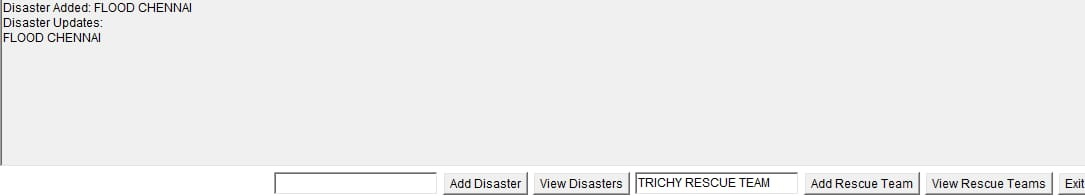 Disaster Added: FLOOD CHENNAI
Disaster Updates:
FLOOD CHENNAI
Add Disaster View Disasters TRICHY RESCUE TEAM Add Rescue Team View Rescue Teams Exit